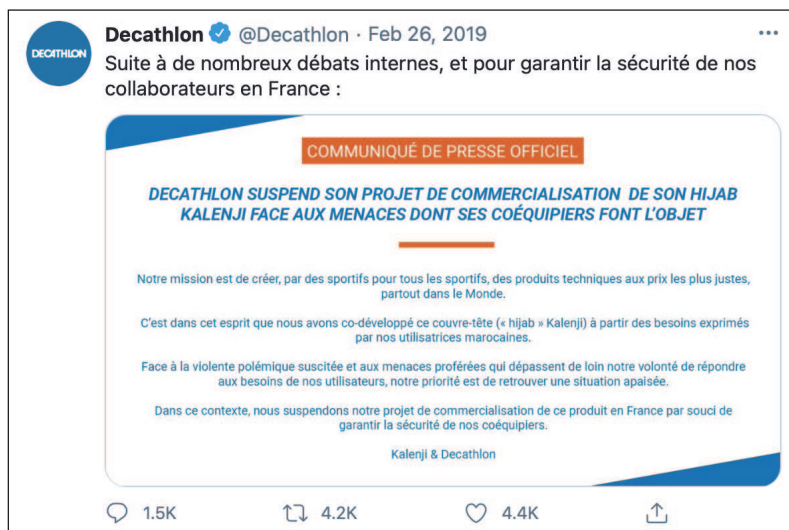 DECATHLON
Decathlon @Decathlon · Feb 26, 2019
Suite à de nombreux débats internes, et pour garantir la sécurité de nos
collaborateurs en France :
COMMUNIQUÉ DE PRESSE OFFICIEL
DECATHLON SUSPEND SON PROJET DE COMMERCIALISATION DE SON HIJAB
KALENJI FACE AUX MENACES DONT SES COÉQUIPIERS FONT L'OBJET
Notre mission est de créer, par des sportifs pour tous les sportifs, des produits techniques aux prix les plus justes,
partout dans le Monde.
C'est dans cet esprit que nous avons co-développé ce couvre-tête (« hijab » Kalenji) à partir des besoins exprimés
par nos utilisatrices marocaines.
Face à la violente polémique suscitée et aux menaces proférées qui dépassent de loin notre volonté de répondre
aux besoins de nos utilisateurs, notre priorité est de retrouver une situation apaisée.
Dans ce contexte, nous suspendons notre projet de commercialisation de ce produit en France par souci de
garantir la sécurité de nos coéquipiers.
Kalenji & Decathlon
1.5K 4.2K 4.4K